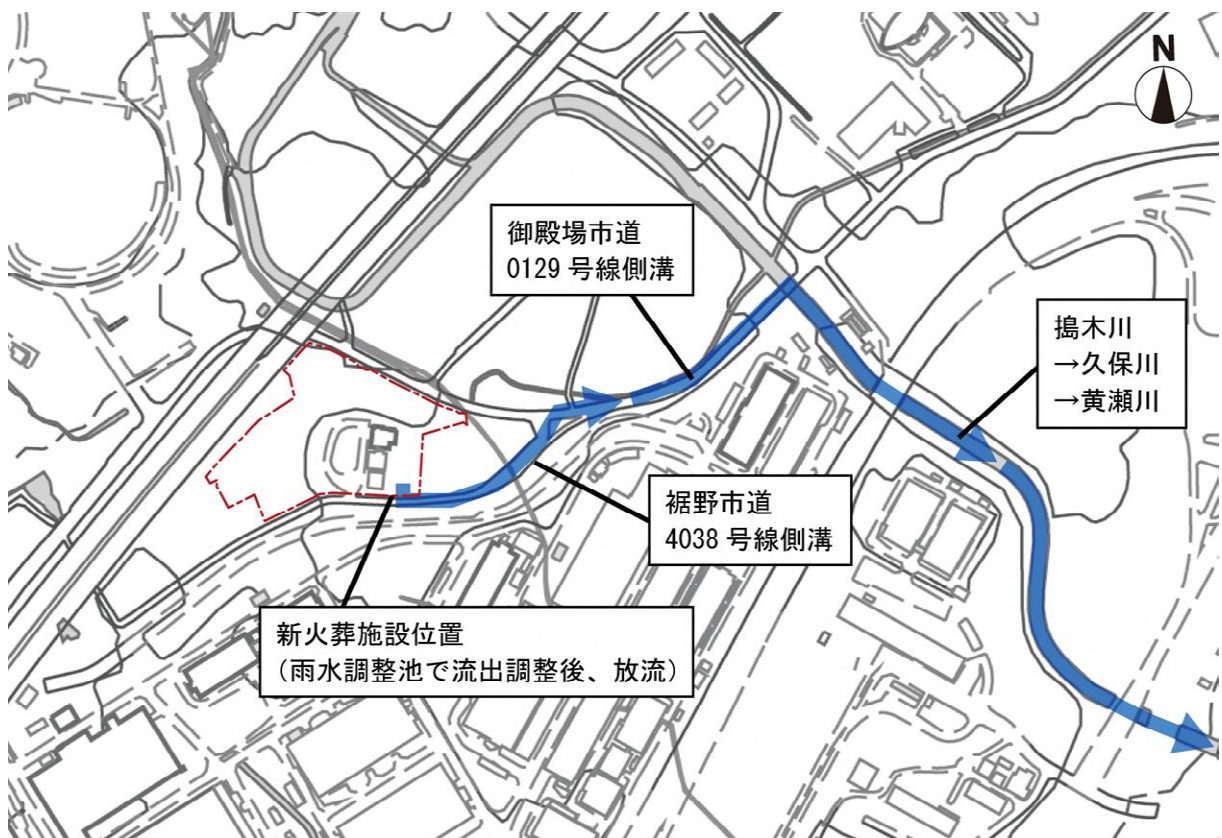 N
御殿場市道
0129 号線側溝
搗木川
→久保川
→黄瀬川
裾野市道
4038 号線側溝
新火葬施設位置
(雨水調整池で流出調整後、放流)